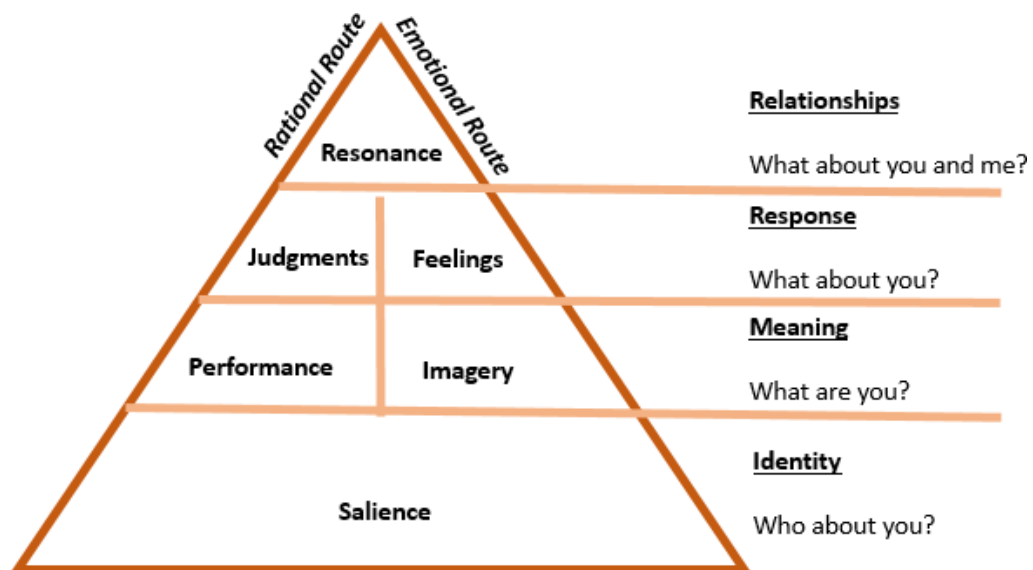 Rational Route
Emotional Route
Resonance
Relationships
What about you and me?
Judgments
Feelings
Response
What about you?
Performance
Imagery
Meaning
What are you?
Salience
Identity
Who about you?